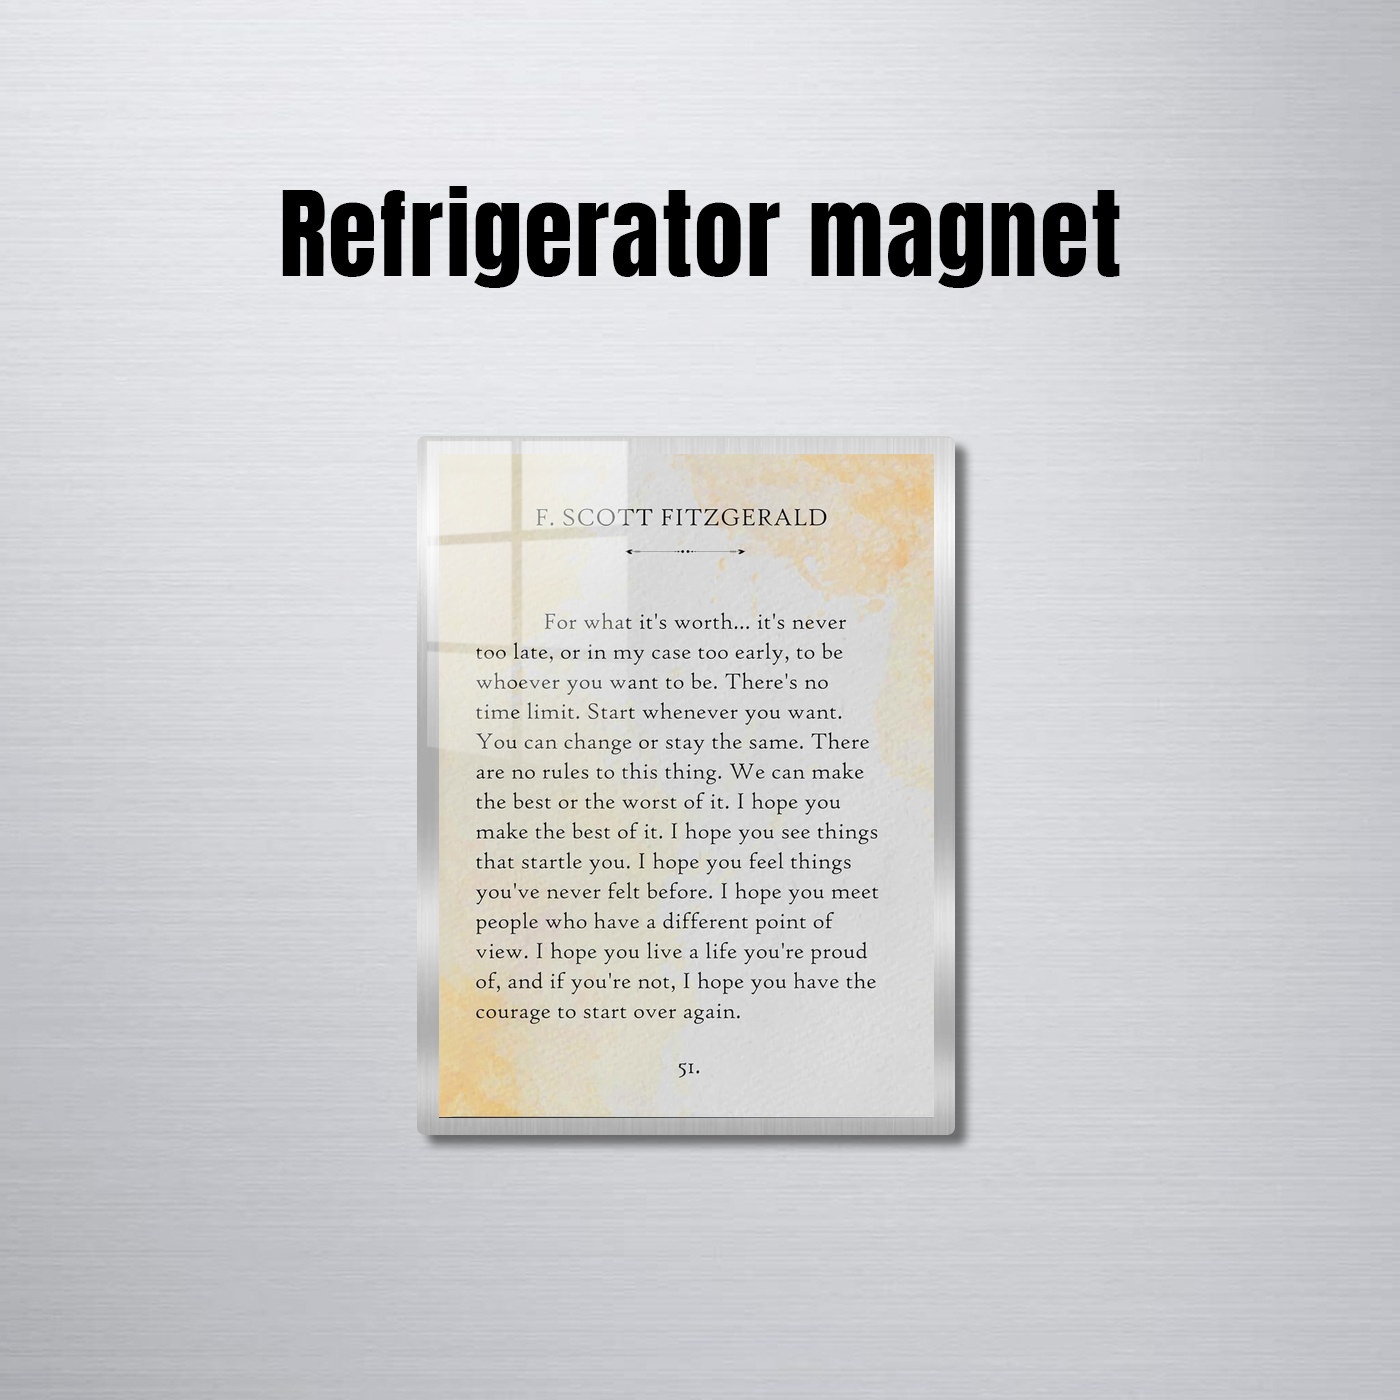 Refrigerator magnet
F. SCOTT FITZGERALD
For what it's worth... it's never
too late, or in my case too early, to be
whoever you want to be. There's no
time limit. Start whenever you want.
You can change or stay the same. There
are no rules to this thing. We can make
the best or the worst of it. I hope you
make the best of it. I hope you see things
that startle you. I hope you feel things
you've never felt before. I hope you meet
people who have a different point of
view. I hope you live a life you're proud
of, and if you're not, I hope you have the
courage to start over again.
51.